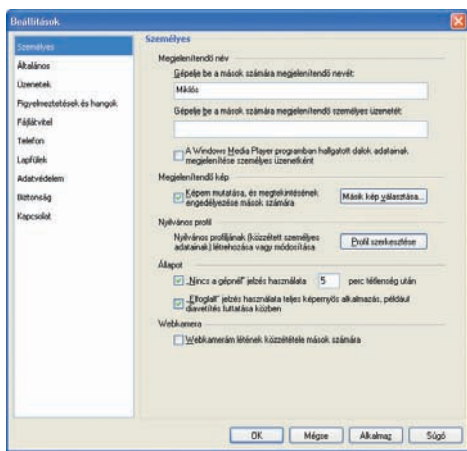 Beállítások
Személyes
Általános
Üzenetek
Figyelmeztetések és hangok
Fájlátvitel
Telefon
Lapfülek
Adatvédelem
Biztonság
Kapcsolat
Személyes
Megjelenítendő név
Gépelje be a mások számára megjelenítendő nevét:
Miklós
Gépelje be a mások számára megjelenítendő személyes üzenetét:
A Windows Media Player programban hallgatott dalok adatainak
megjelenítése személyes üzenetként
Megjelenítendő kép
Képem mutatása, és megtekintésének
engedélyezése mások számára
Másik kép választása...
Nyilvános profil
Nyilvános profiljának (közzétett személyes
adatainak) létrehozása vagy módosítása
Profil szerkesztése
Állapot
„Nincs a gépnél” jelzés használata 5 perc tétlenség után
„Elfoglalt” jelzés használata teljes képernyős alkalmazás, például
diavetítés futtatása közben
Webkamera
Webkamerám létének közzététele mások számára
OK Mégse Alkalmaz Súgó